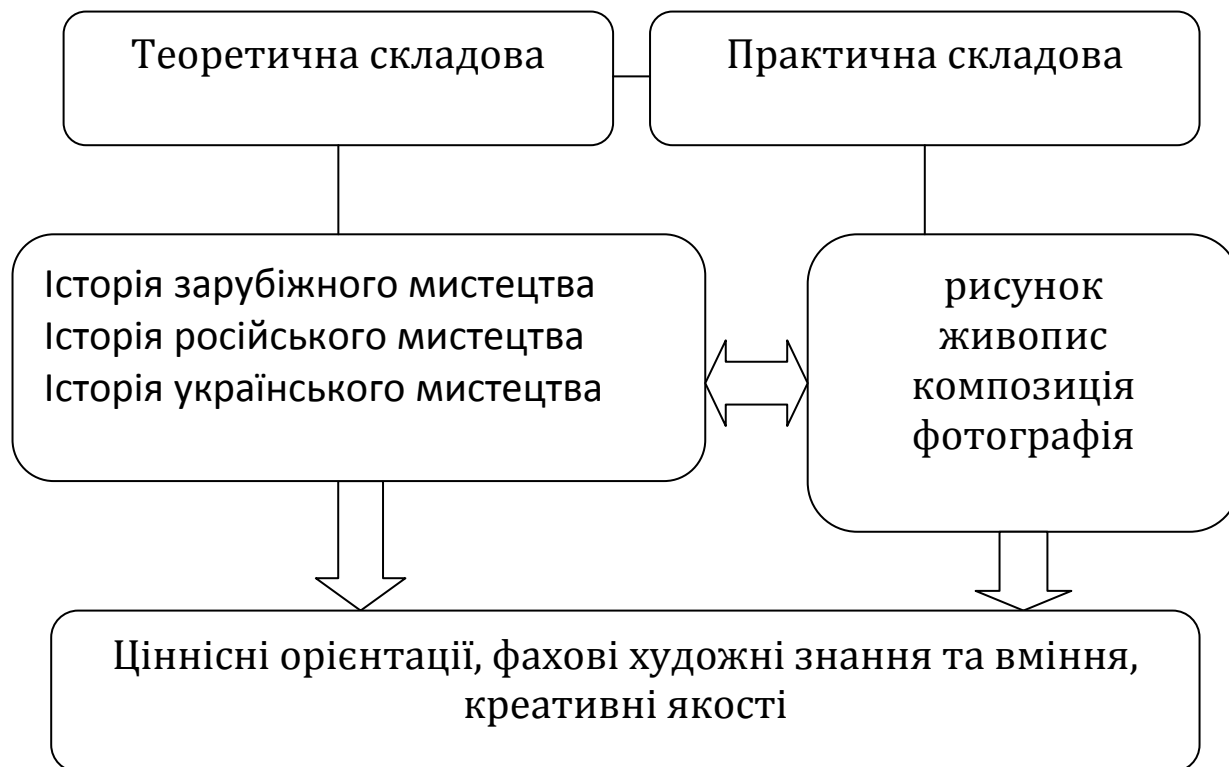 Теоретична складова
Практична складова
Історія зарубіжного мистецтва
Історія російського мистецтва
Історія українського мистецтва
рисунок
живопис
композиція
фотографія
Ціннісні орієнтації, фахові художні знання та вміння,
креативні якості